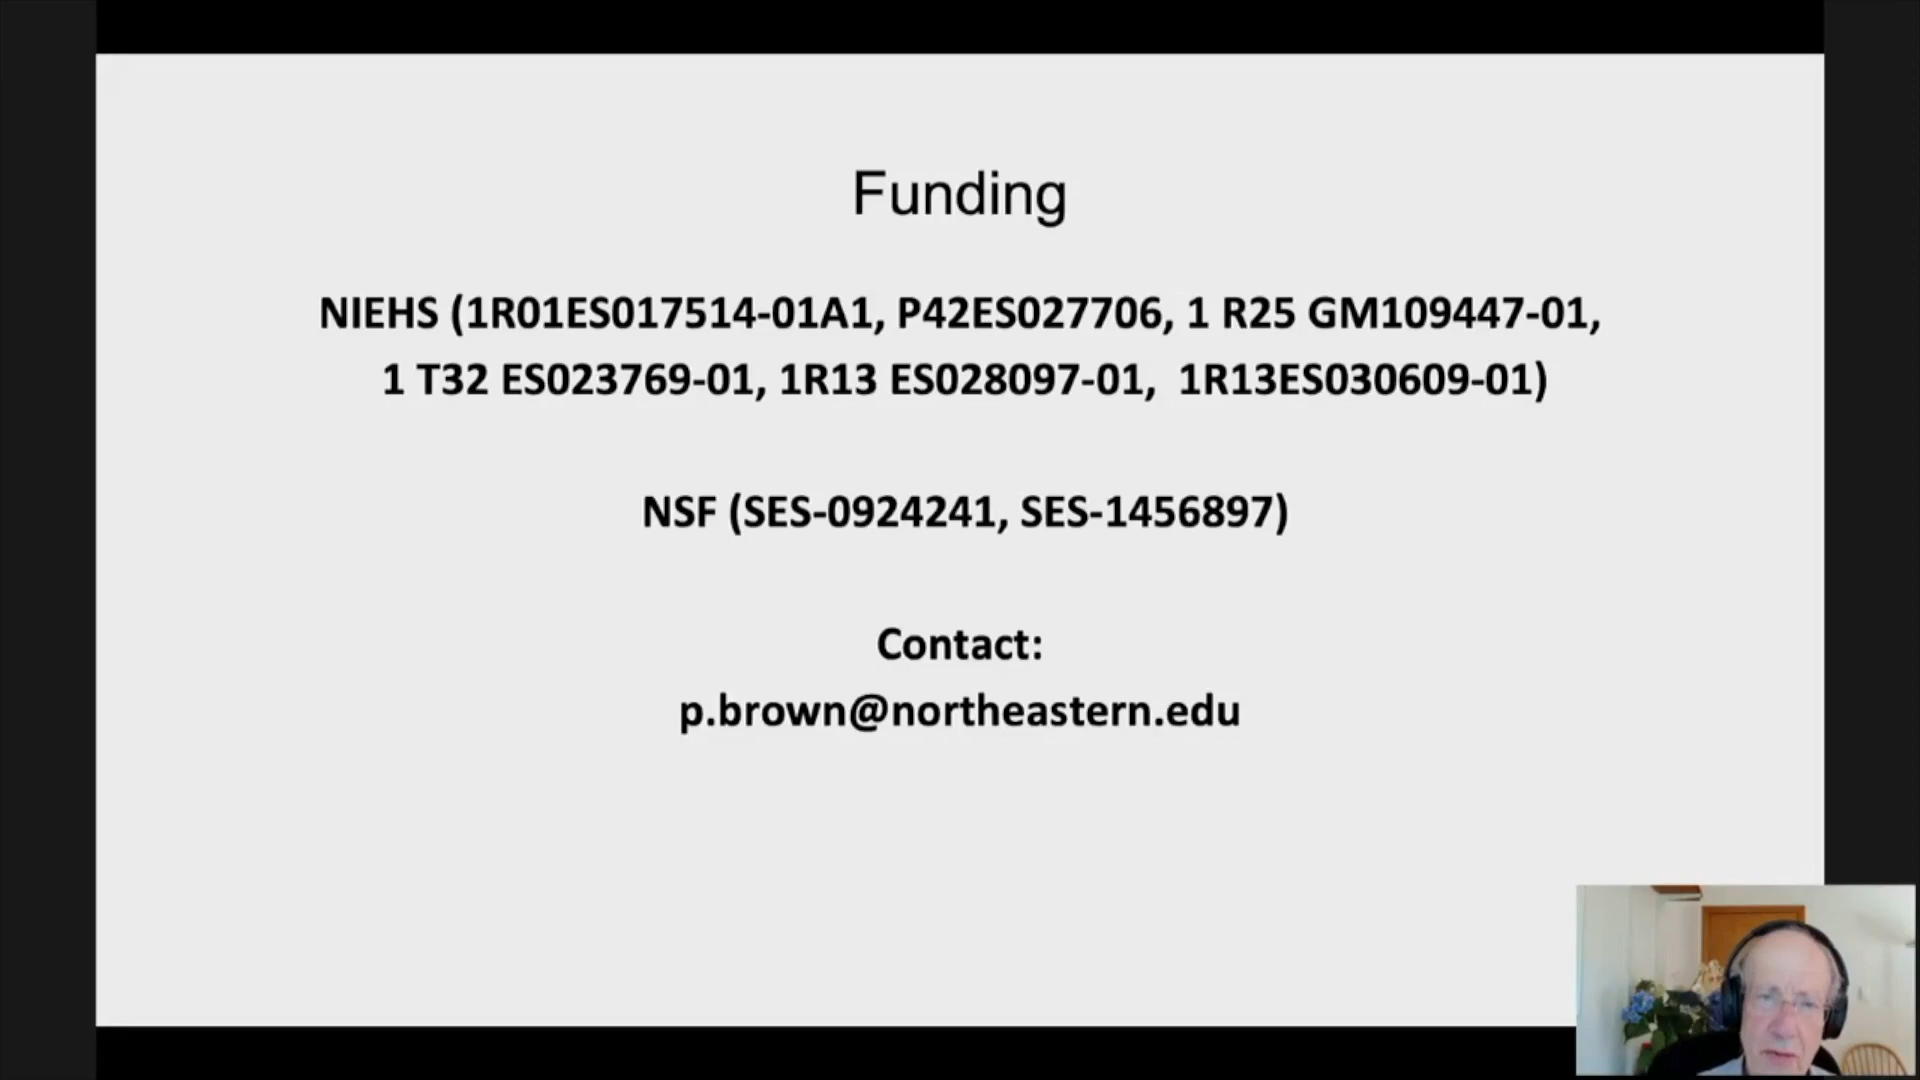 Funding
NIEHS (1R01ES017514-01A1, P42ES027706, 1 R25 GM109447-01,
1 T32 ES023769-01, 1R13 ES028097-01, 1R13ES030609-01)
NSF (SES-0924241, SES-1456897)
Contact:
p.brown@northeastern.edu